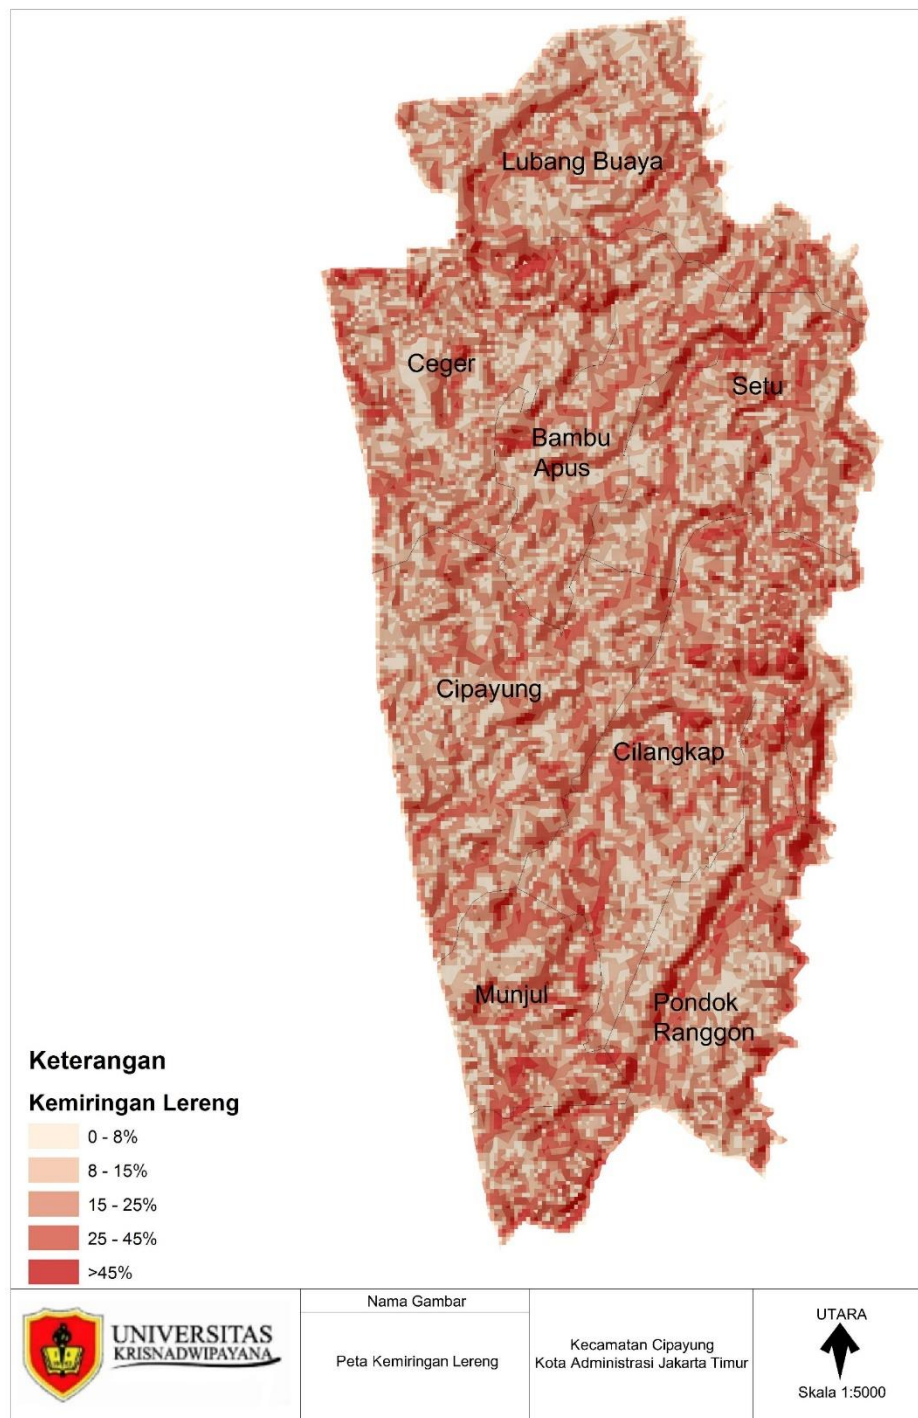 Lubang Buaya
Ceger
Setu
Bambu
Apus
Cipayung
Cilangkap
Munjul
Pondok
Ranggon
Keterangan
Kemiringan Lereng
0 - 8%
8 - 15%
15 - 25%
25 - 45%
>45%
UNIVERSITAS
KRISNADWIPAYANA
Nama Gambar
Peta Kemiringan Lereng
Kecamatan Cipayung
Kota Administrasi Jakarta Timur
UTARA
Skala 1:5000